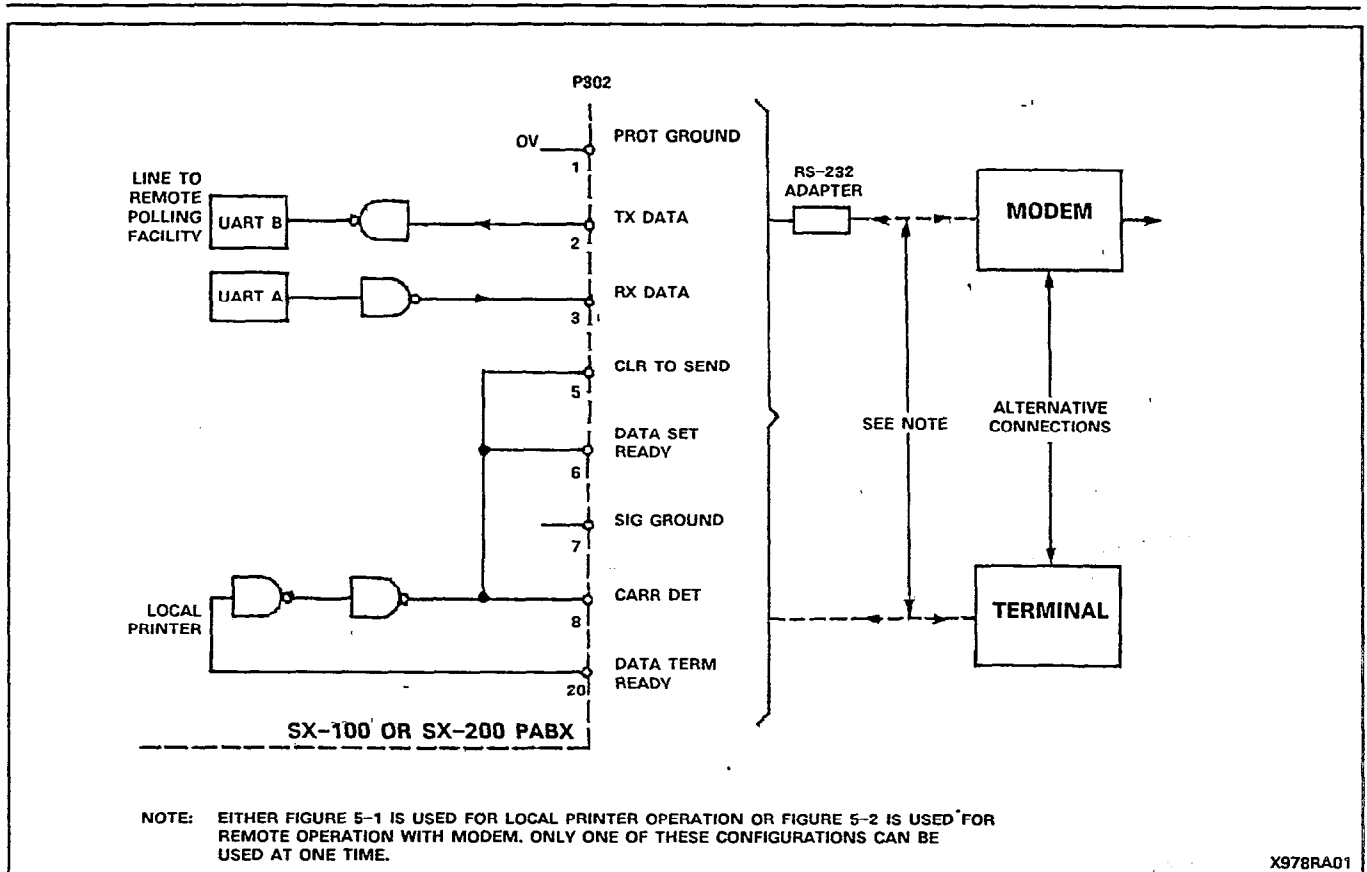 P302
0V
1
PROT GROUND
LINE TO
REMOTE
POLLING
FACILITY
UART B
2
TX DATA
UART A
3
RX DATA
5
CLR TO SEND
6
DATA SET
READY
7
SIG GROUND
LOCAL
PRINTER
8
CARR DET
20
DATA TERM
READY
SX-100 OR SX-200 PABX
RS-232
ADAPTER
MODEM
SEE NOTE
ALTERNATIVE
CONNECTIONS
TERMINAL
NOTE: EITHER FIGURE 5-1 IS USED FOR LOCAL PRINTER OPERATION OR FIGURE 5-2 IS USED FOR
REMOTE OPERATION WITH MODEM. ONLY ONE OF THESE CONFIGURATIONS CAN BE
USED AT ONE TIME.
X978RA01